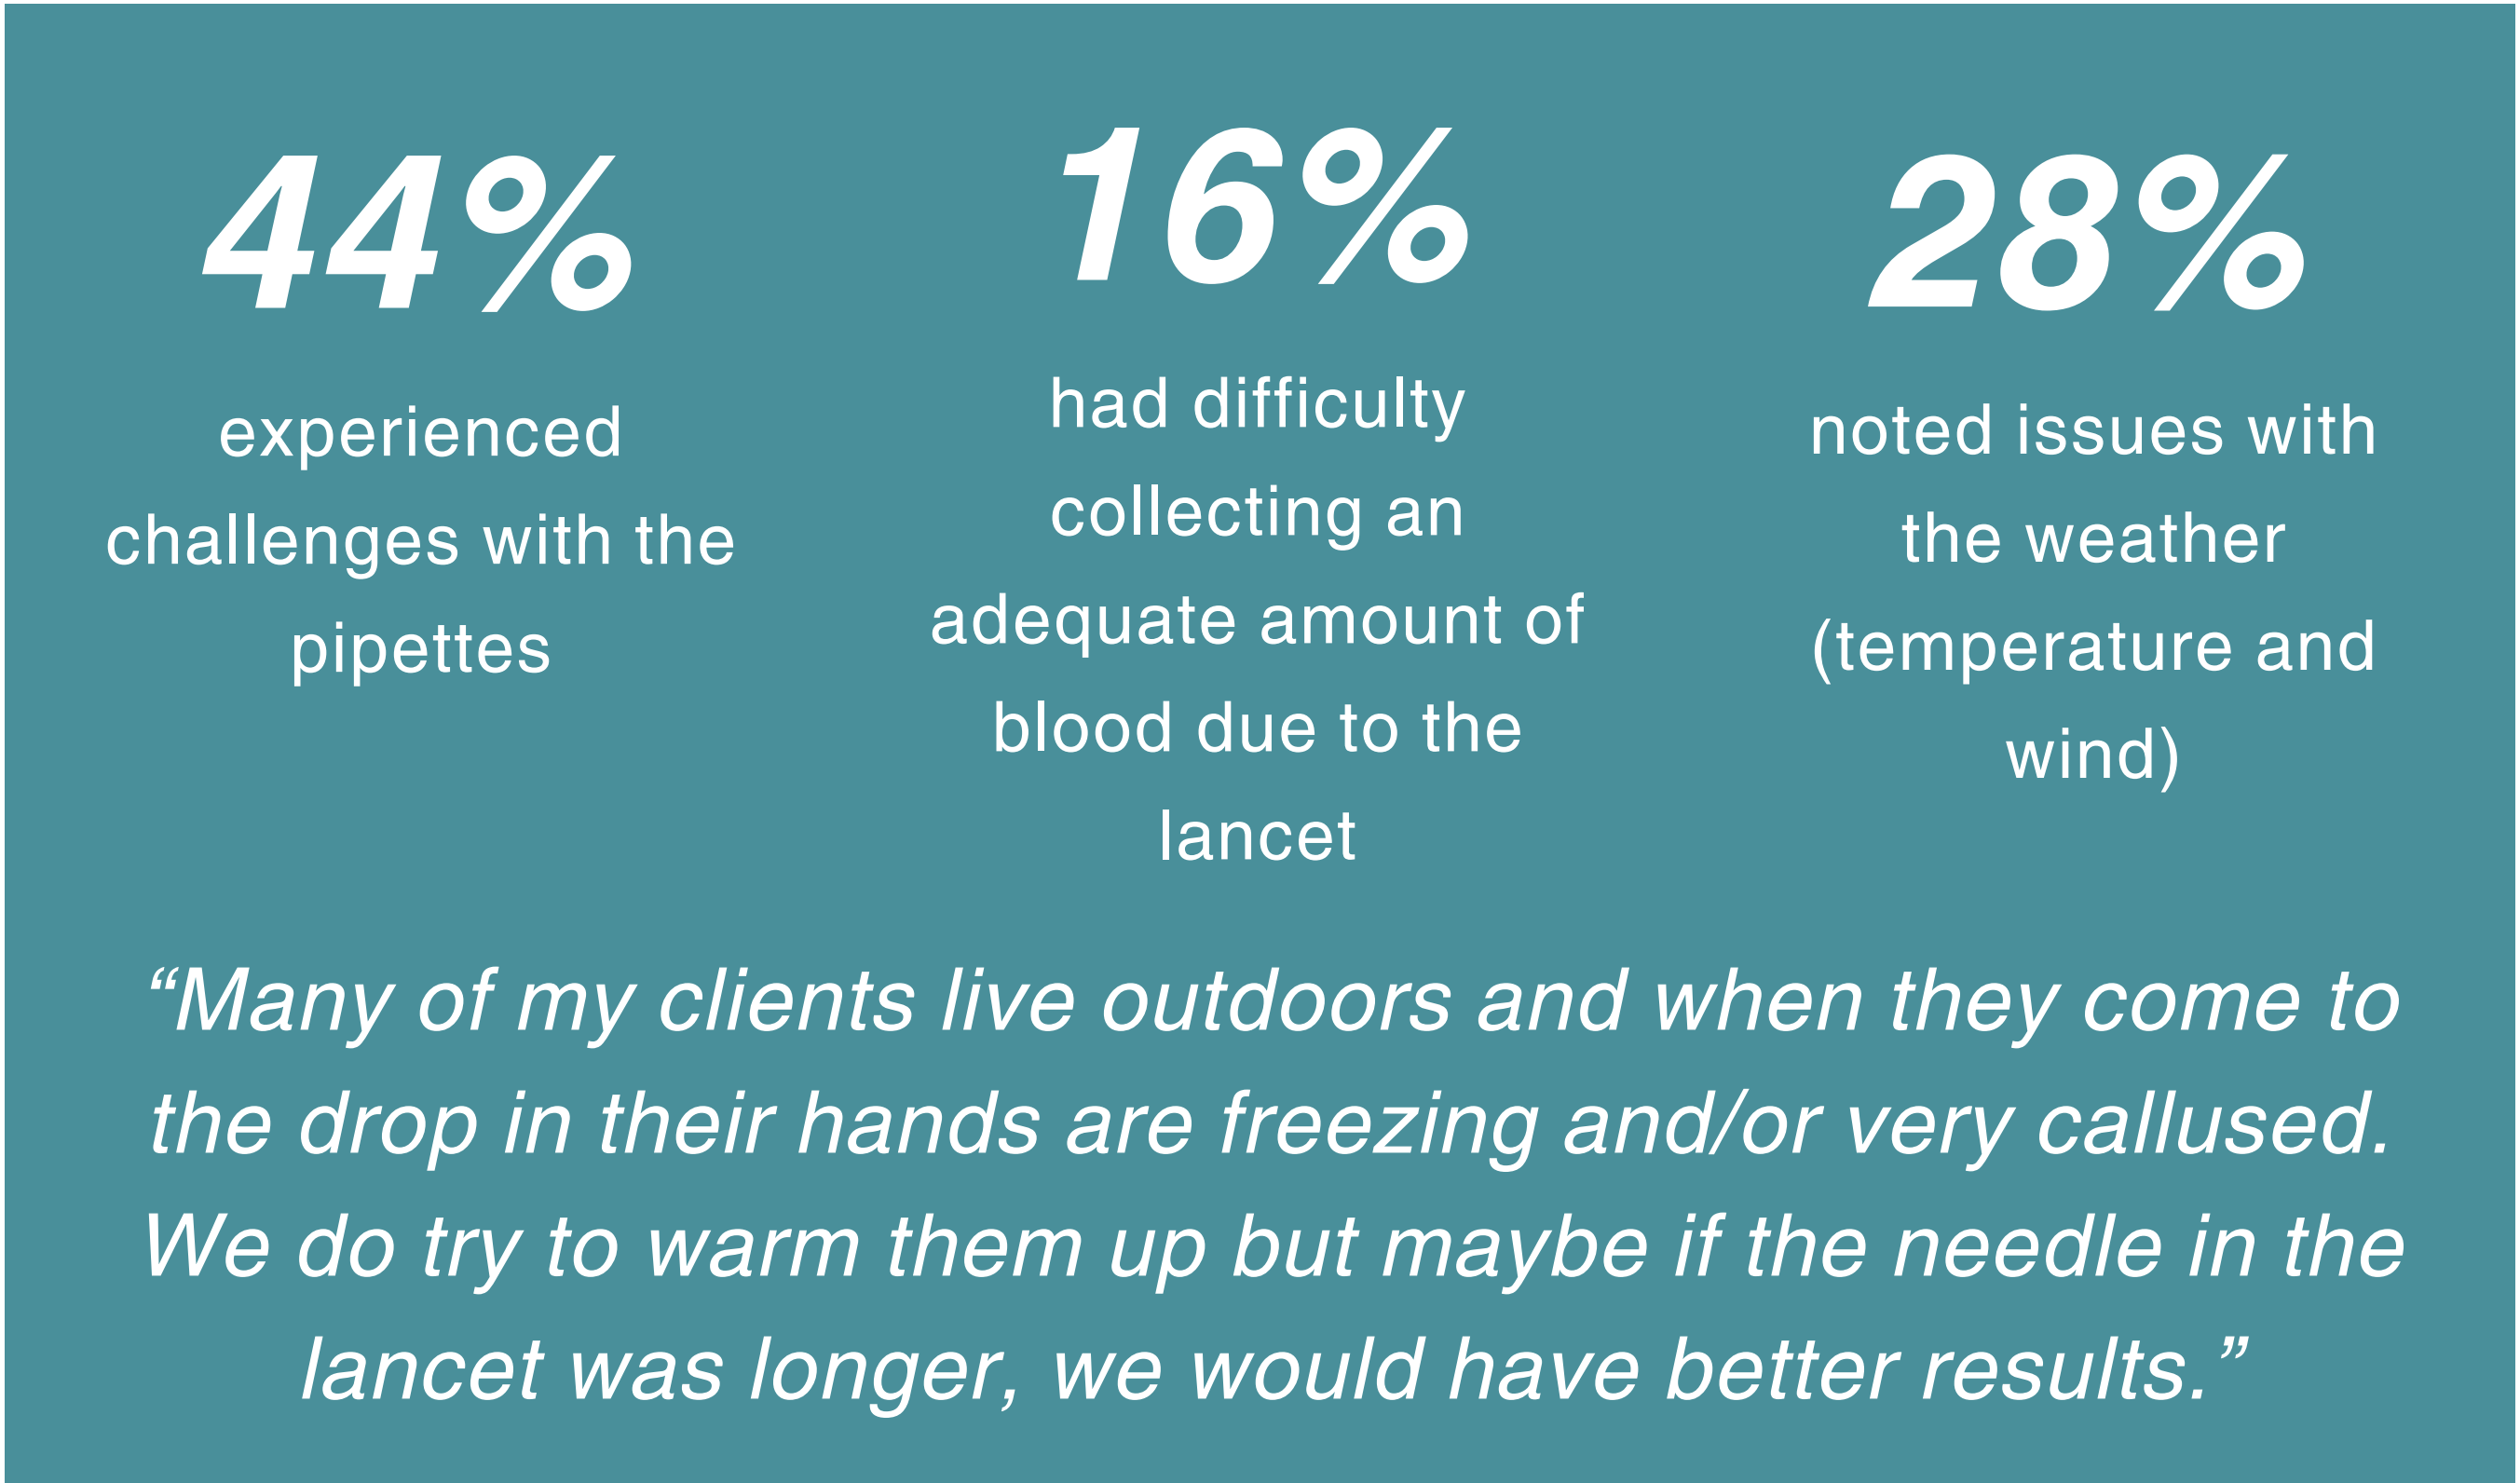 44%
experienced
challenges with the
pipettes
16%
had difficulty
collecting an
adequate amount of
blood due to the
lancet
28%
noted issues with
the weather
(temperature and
wind)
“Many of my clients live outdoors and when they come to
the drop in their hands are freezing and/or very callused.
We do try to warm them up but maybe if the needle in the
lancet was longer, we would have better results.”